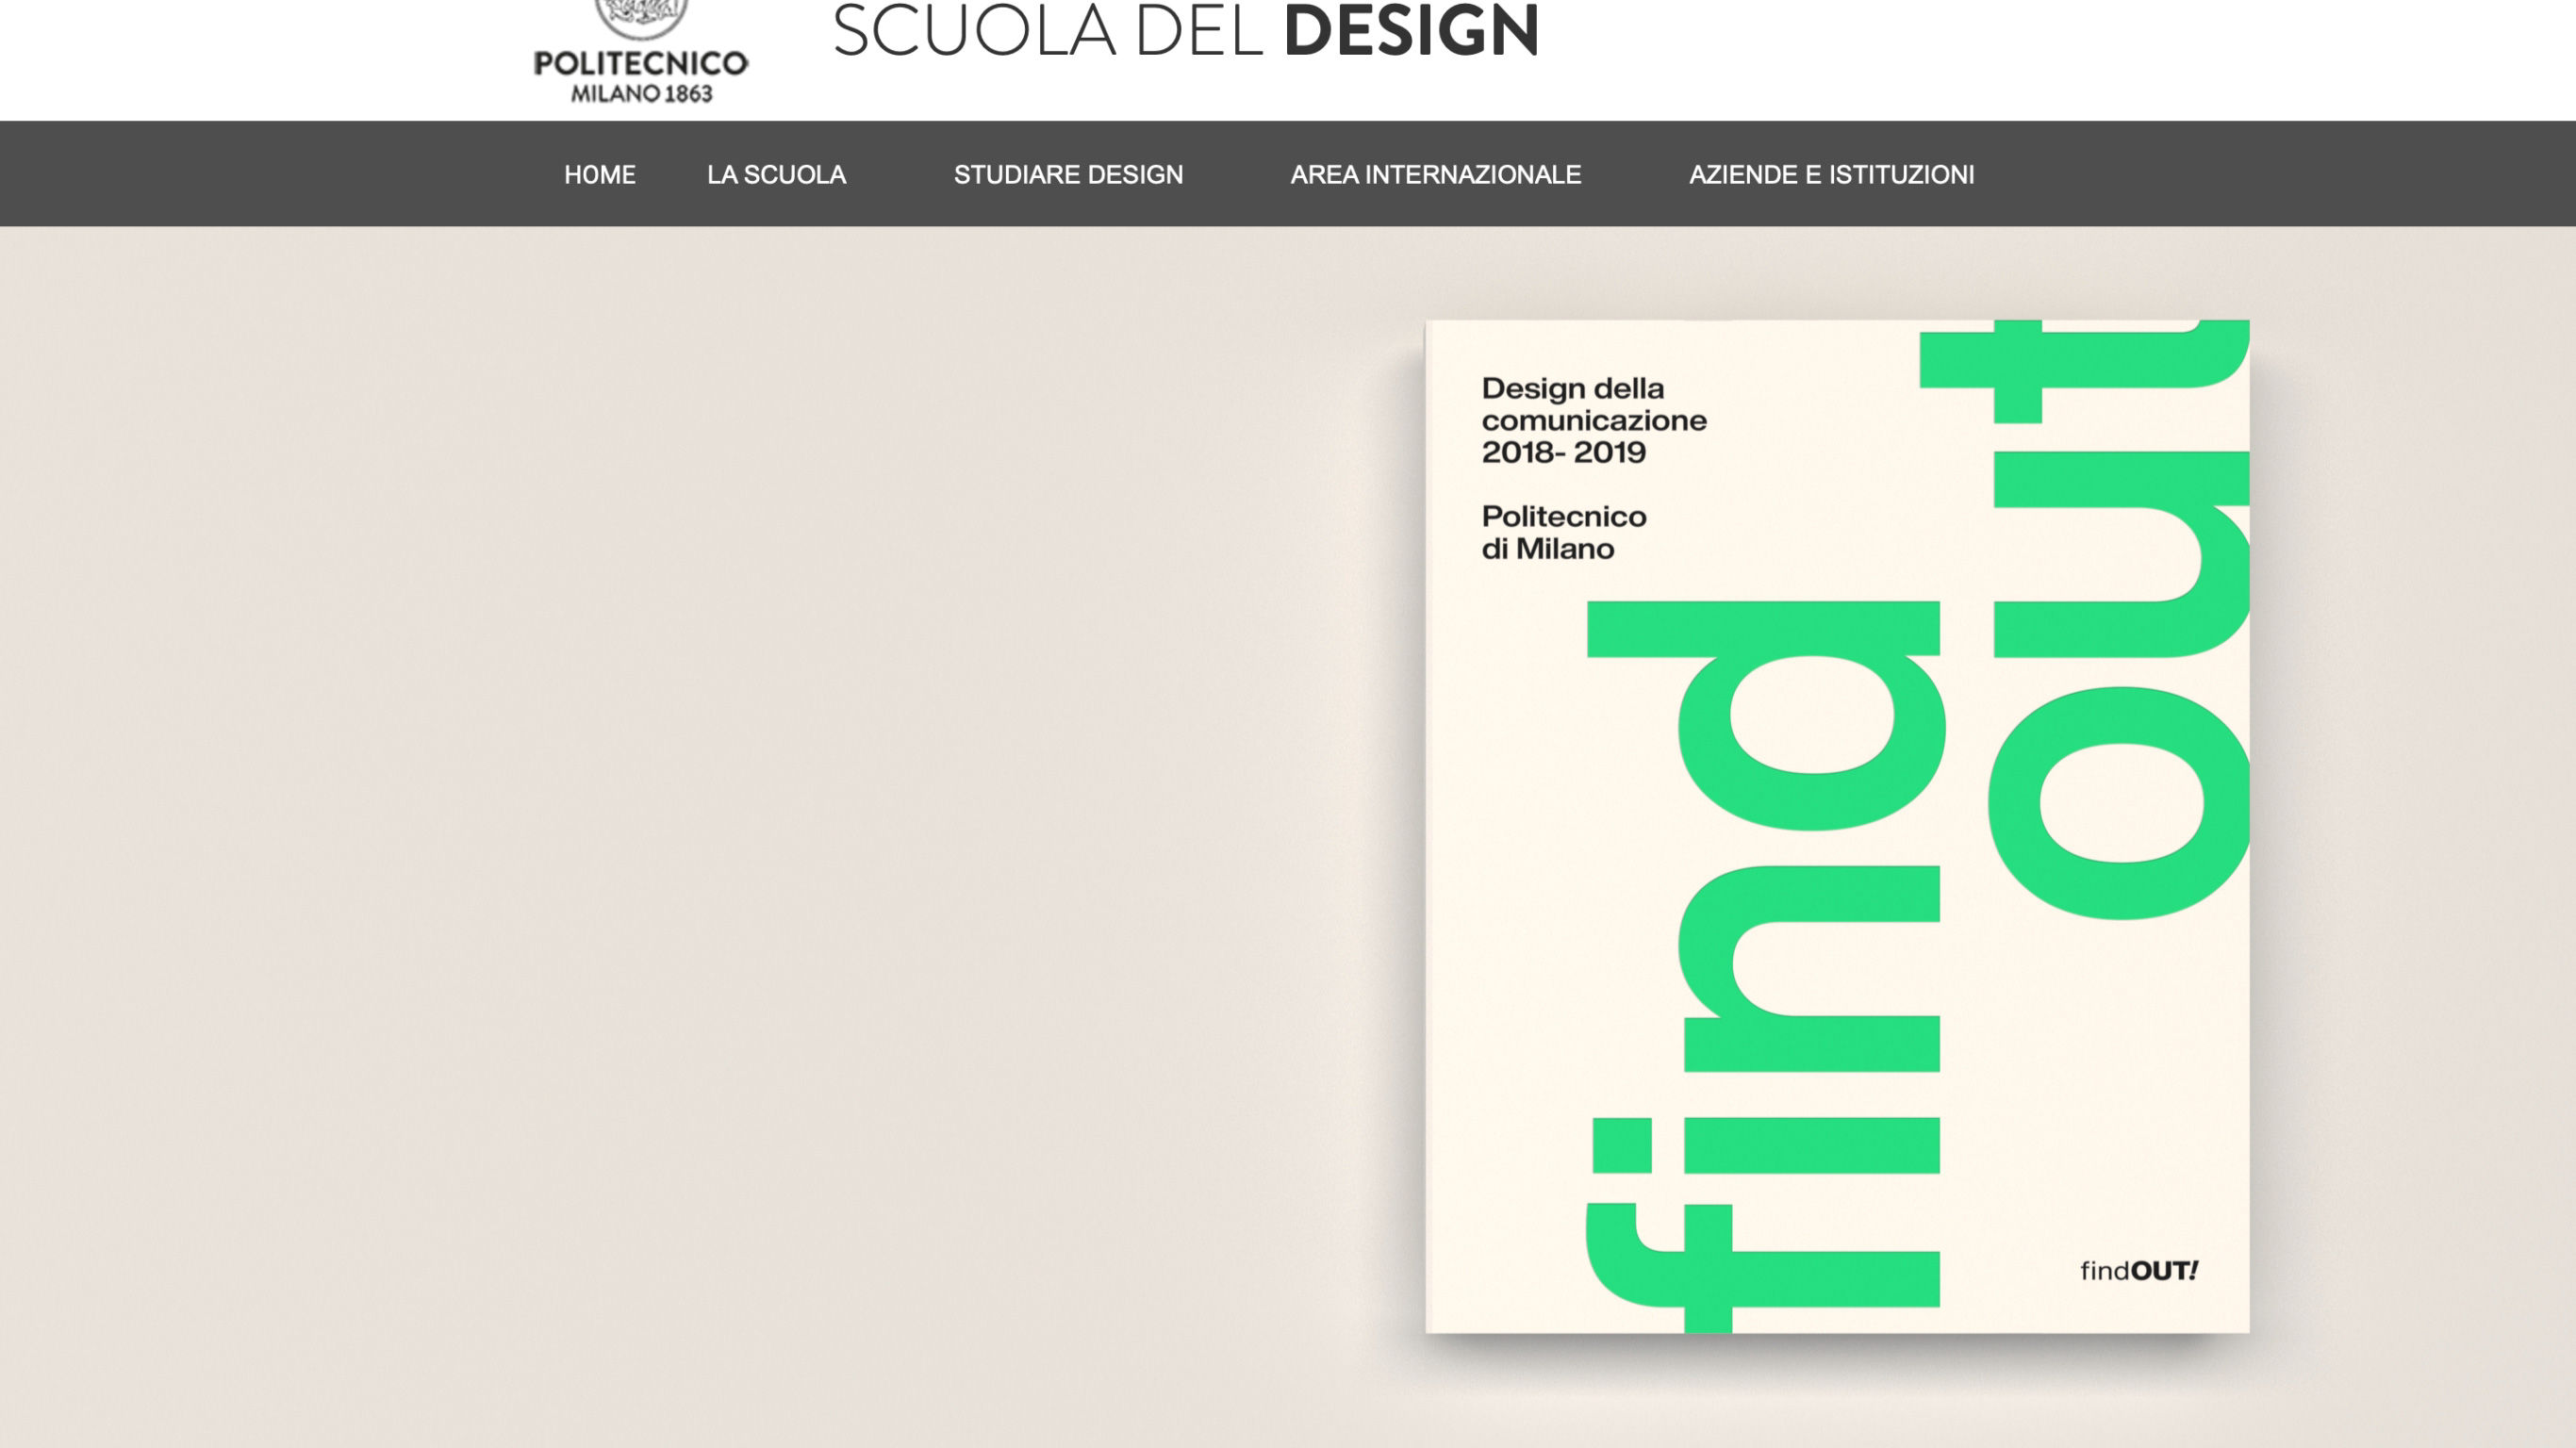 POLITECNICO
MILANO 1863
SCUOLA DEL DESIGN
HOME
LA SCUOLA
STUDIARE DESIGN
AREA INTERNAZIONALE
AZIENDE E ISTITUZIONI
Design della
comunicazione
2018- 2019
Politecnico
di Milano
find
out
findOUT!